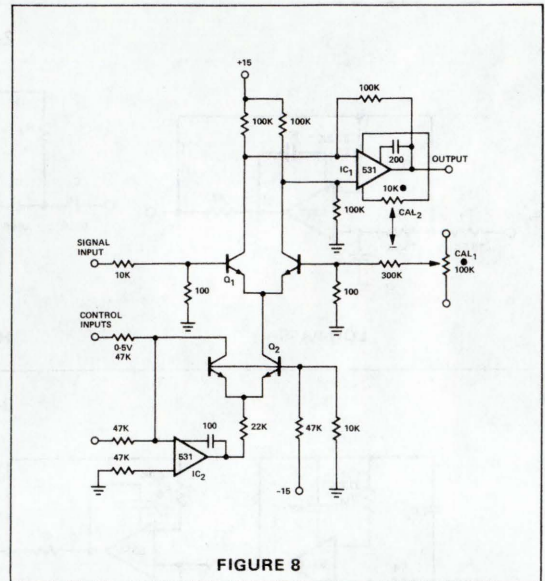 +15
100K
100K
100K
531
IC1
200
OUTPUT
10K
CAL2
100K
SIGNAL
INPUT
10K
Q1
100
100
300K
CAL1
100K
CONTROL
INPUTS
0-5V
47K
Q2
47K
47K
100
531
IC2
22K
47K
10K
-15
FIGURE 8